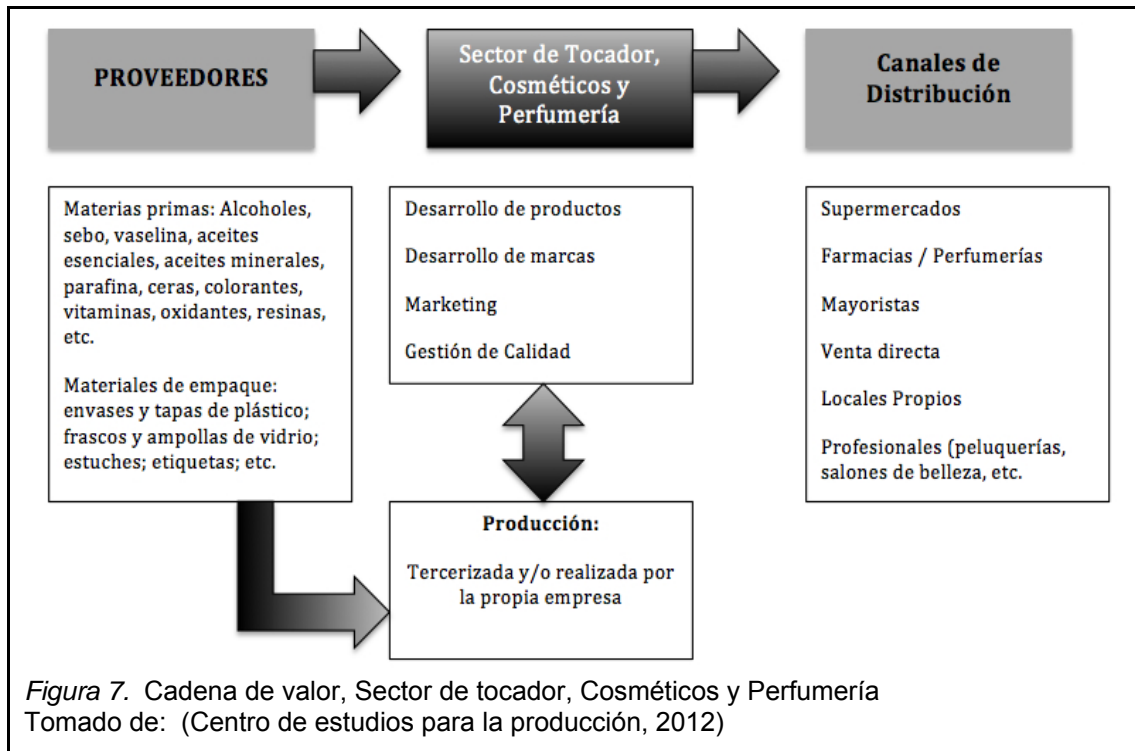 PROVEEDORES
Sector de Tocador,
Cosméticos y
Perfumería
Canales de
Distribución
Materias primas: Alcoholes,
sebo, vaselina, aceites
esenciales, aceites minerales,
parafina, ceras, colorantes,
vitaminas, oxidantes, resinas,
etc.
Materiales de empaque:
envases y tapas de plástico;
frascos y ampollas de vidrio;
estuches; etiquetas; etc.
Desarrollo de productos
Desarrollo de marcas
Marketing
Gestión de Calidad
Supermercados
Farmacias / Perfumerías
Mayoristas
Venta directa
Locales Propios
Profesionales (peluquerías,
salones de belleza, etc.
Producción:
Tercerizada y/o realizada por
la propia empresa
Figura 7. Cadena de valor, Sector de tocador, Cosméticos y Perfumería
Tomado de: (Centro de estudios para la producción, 2012)